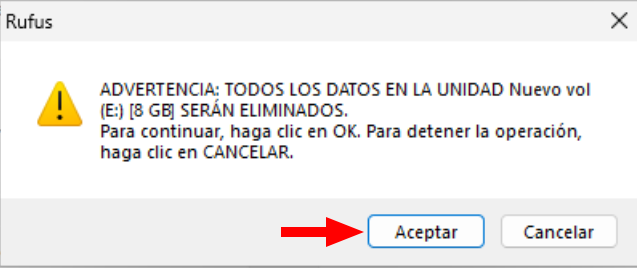 Rufus
ADVERTENCIA: TODOS LOS DATOS EN LA UNIDAD Nuevo vol
(E:) [8 GB] SERÁN ELIMINADOS.
Para continuar, haga clic en OK. Para detener la operación,
haga clic en CANCELAR.
Aceptar
Cancelar